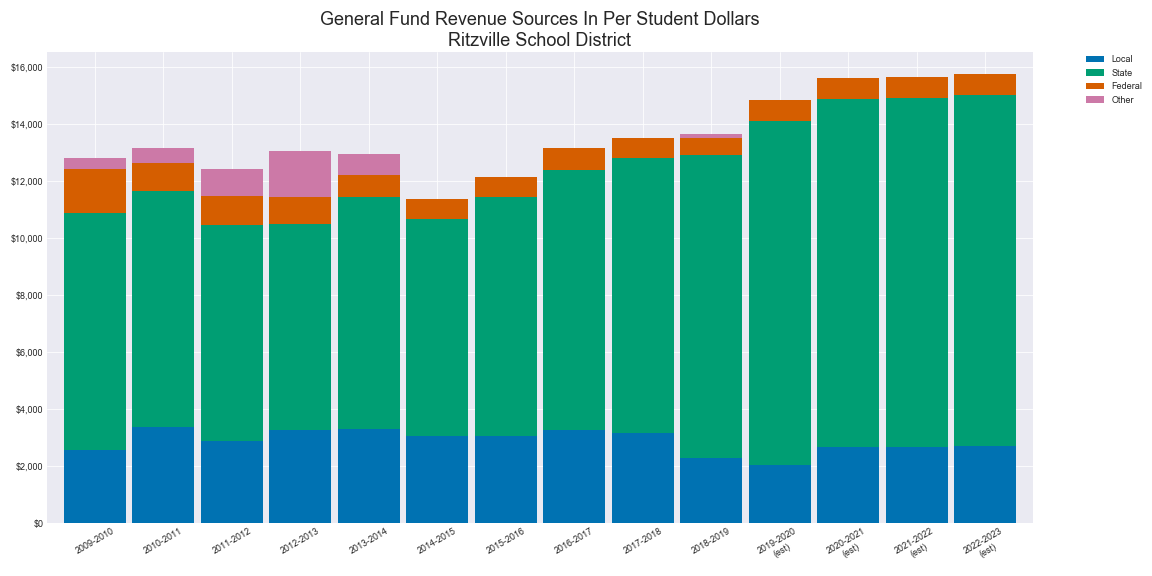 General Fund Revenue Sources In Per Student Dollars
Ritzville School District
Local
State
Federal
Other
$16,000
$14,000
$12,000
$10,000
$8,000
$6,000
$4,000
$2,000
$0
2009-2010
2010-2011
2011-2012
2012-2013
2013-2014
2014-2015
2015-2016
2016-2017
2017-2018
2018-2019
2019-2020
(est)
2020-2021
(est)
2021-2022
(est)
2022-2023
(est)